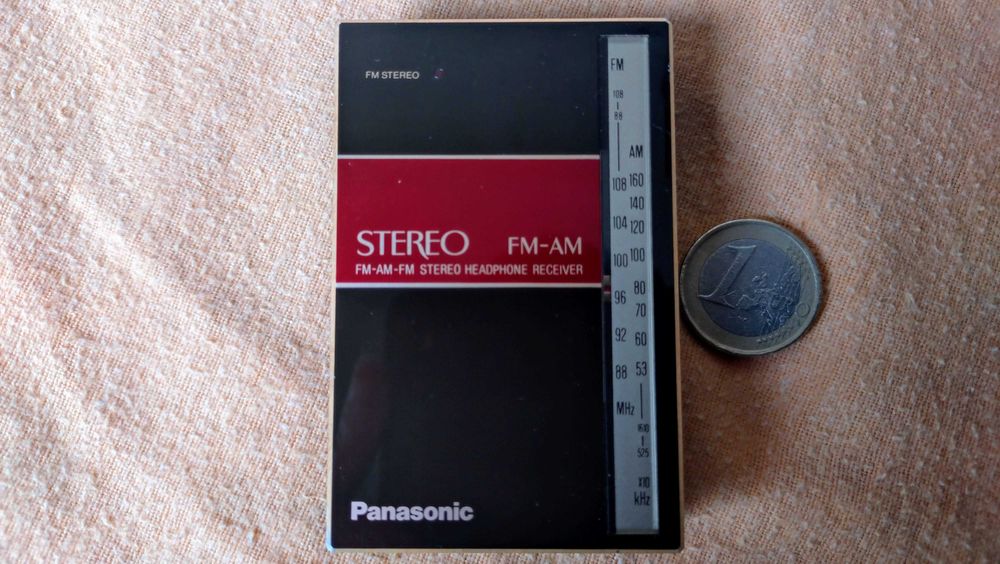 FM STEREO
STEREO FM-AM
FM-AM-FM STEREO HEADPHONE RECEIVER
Panasonic
FM
108
88
AM
108 160
140
104 120
100 100
80
96
70
92 60
88 53
MHz
1610
525
x10
kHz
1